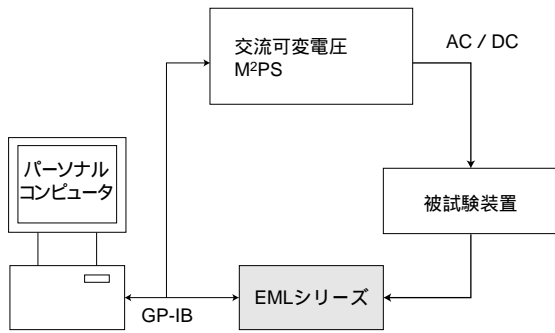 交流可変電圧
M²PS
AC / DC
パーソナル
コンピュータ
被試験装置
EMLシリーズ
GP-IB